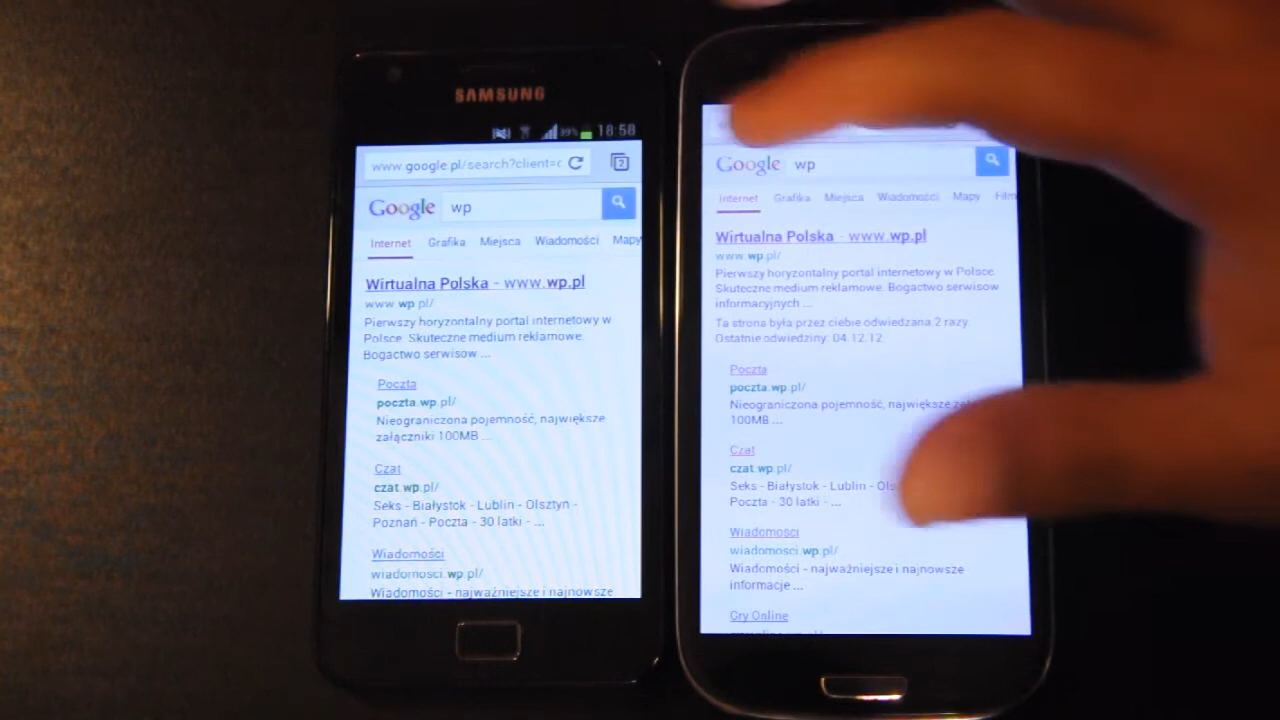 SAMSUNG
39% 18:58
www.google.pl/search?client=c
2
Google wp
Internet Grafika Miejsca Wiadomości Mapy
Wirtualna Polska - www.wp.pl
www.wp.pl/
Pierwszy horyzontalny portal internetowy w
Polsce. Skuteczne medium reklamowe.
Bogactwo serwisów ...
Poczta
poczta.wp.pl/
Nieograniczona pojemność, największe
załączniki 100MB ...
Czat
czat.wp.pl/
Seks - Białystok - Lublin - Olsztyn -
Poznań - Poczta - 30 latki - ...
Wiadomości
wiadomosci.wp.pl/
Wiadomości - najważniejsze i najnowsze
Google wp
Internet Grafika Miejsca Wiadomości Mapy Film
Wirtualna Polska - www.wp.pl
www.wp.pl/
Pierwszy horyzontalny portal internetowy w Polsce.
Skuteczne medium reklamowe. Bogactwo serwisów
informacyjnych ...
Ta strona była przez ciebie odwiedzana 2 razy.
Ostatnie odwiedziny: 04.12.12
Poczta
poczta.wp.pl/
Nieograniczona pojemność, największe
100MB ...
Czat
czat.wp.pl/
Seks - Białystok - Lublin - Ols
Poczta - 30 latki - ...
Wiadomości
wiadomosci.wp.pl/
Wiadomości - najważniejsze i najnowsze
informacje ...
Gry Online